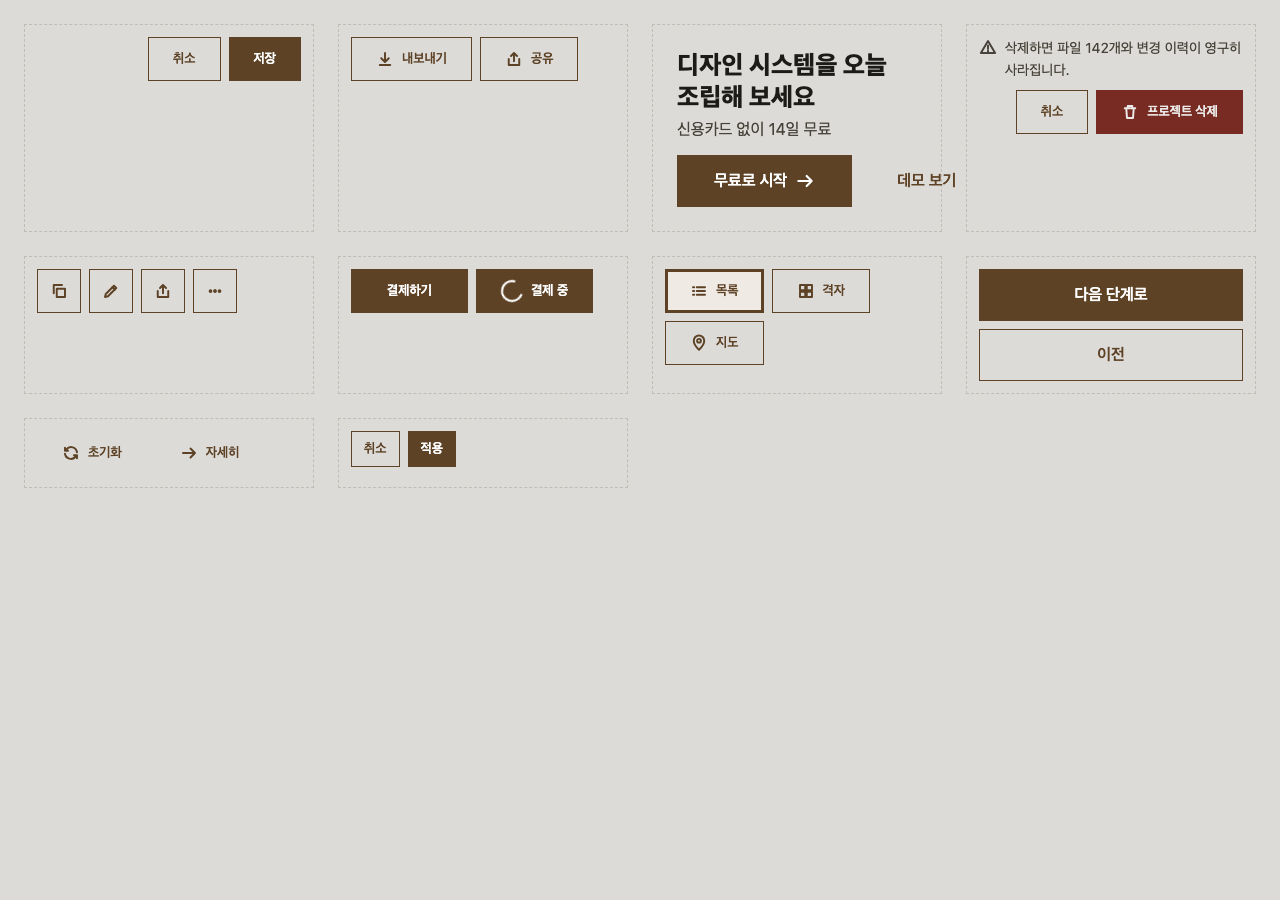 취소 저장
내보내기 공유
디자인 시스템을 오늘
조립해 보세요
신용카드 없이 14일 무료
무료로 시작 데모 보기
삭제하면 파일 142개와 변경 이력이 영구히
사라집니다.
취소 프로젝트 삭제
결제하기 결제 중
목록 격자
지도
다음 단계로
이전
초기화 자세히
취소 적용